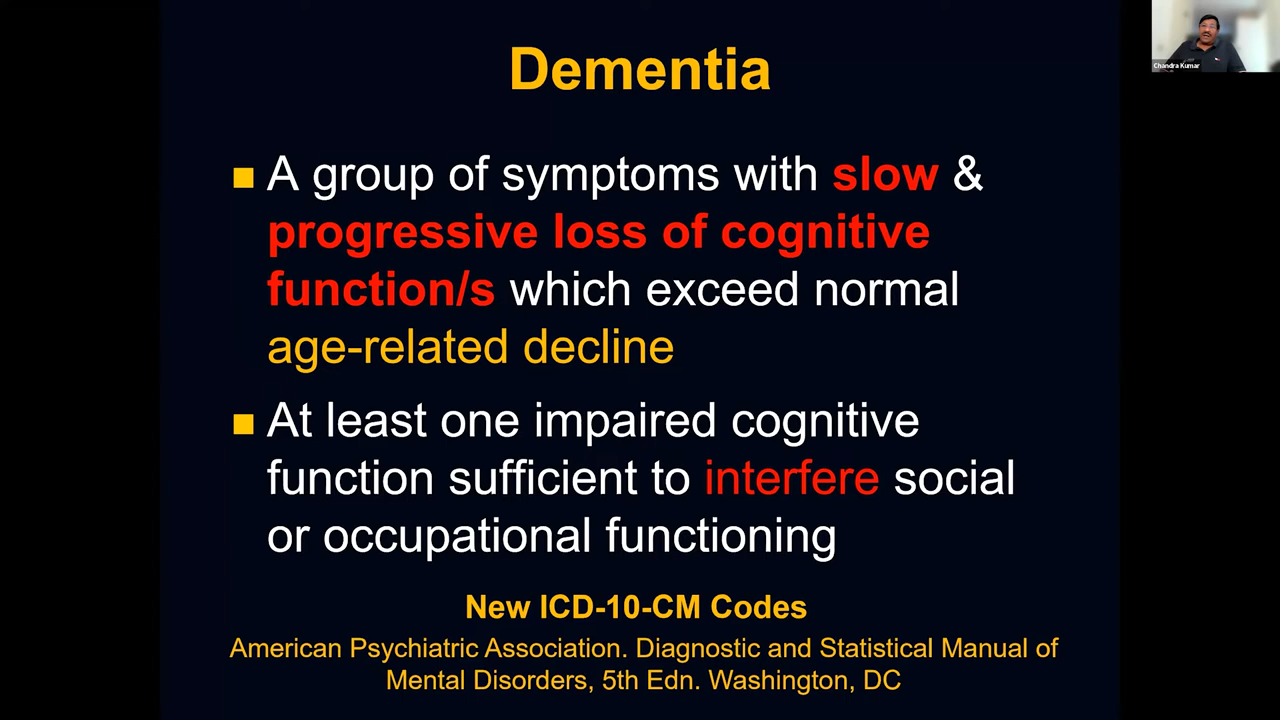 Chandra Kumar
Dementia
A group of symptoms with slow &
progressive loss of cognitive
function/s which exceed normal
age-related decline
At least one impaired cognitive
function sufficient to interfere social
or occupational functioning
New ICD-10-CM Codes
American Psychiatric Association. Diagnostic and Statistical Manual of
Mental Disorders, 5th Edn. Washington, DC